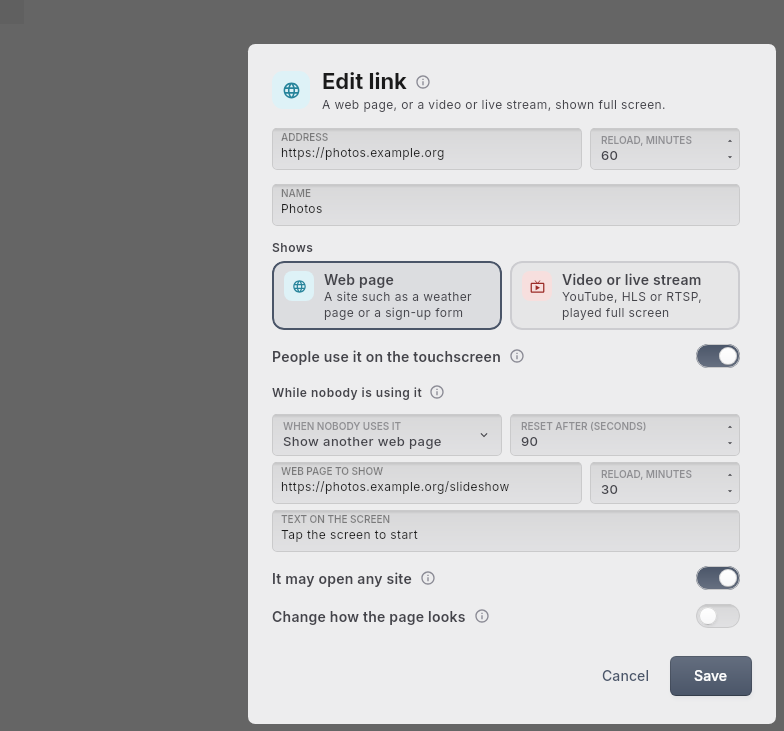 Edit link
A web page, or a video or live stream, shown full screen.
ADDRESS
https://photos.example.org
RELOAD, MINUTES
60
NAME
Photos
Shows
Web page
A site such as a weather
page or a sign-up form
Video or live stream
YouTube, HLS or RTSP,
played full screen
People use it on the touchscreen
While nobody is using it
WHEN NOBODY USES IT
Show another web page
RESET AFTER (SECONDS)
90
WEB PAGE TO SHOW
https://photos.example.org/slideshow
RELOAD, MINUTES
30
TEXT ON THE SCREEN
Tap the screen to start
It may open any site
Change how the page looks
Cancel
Save